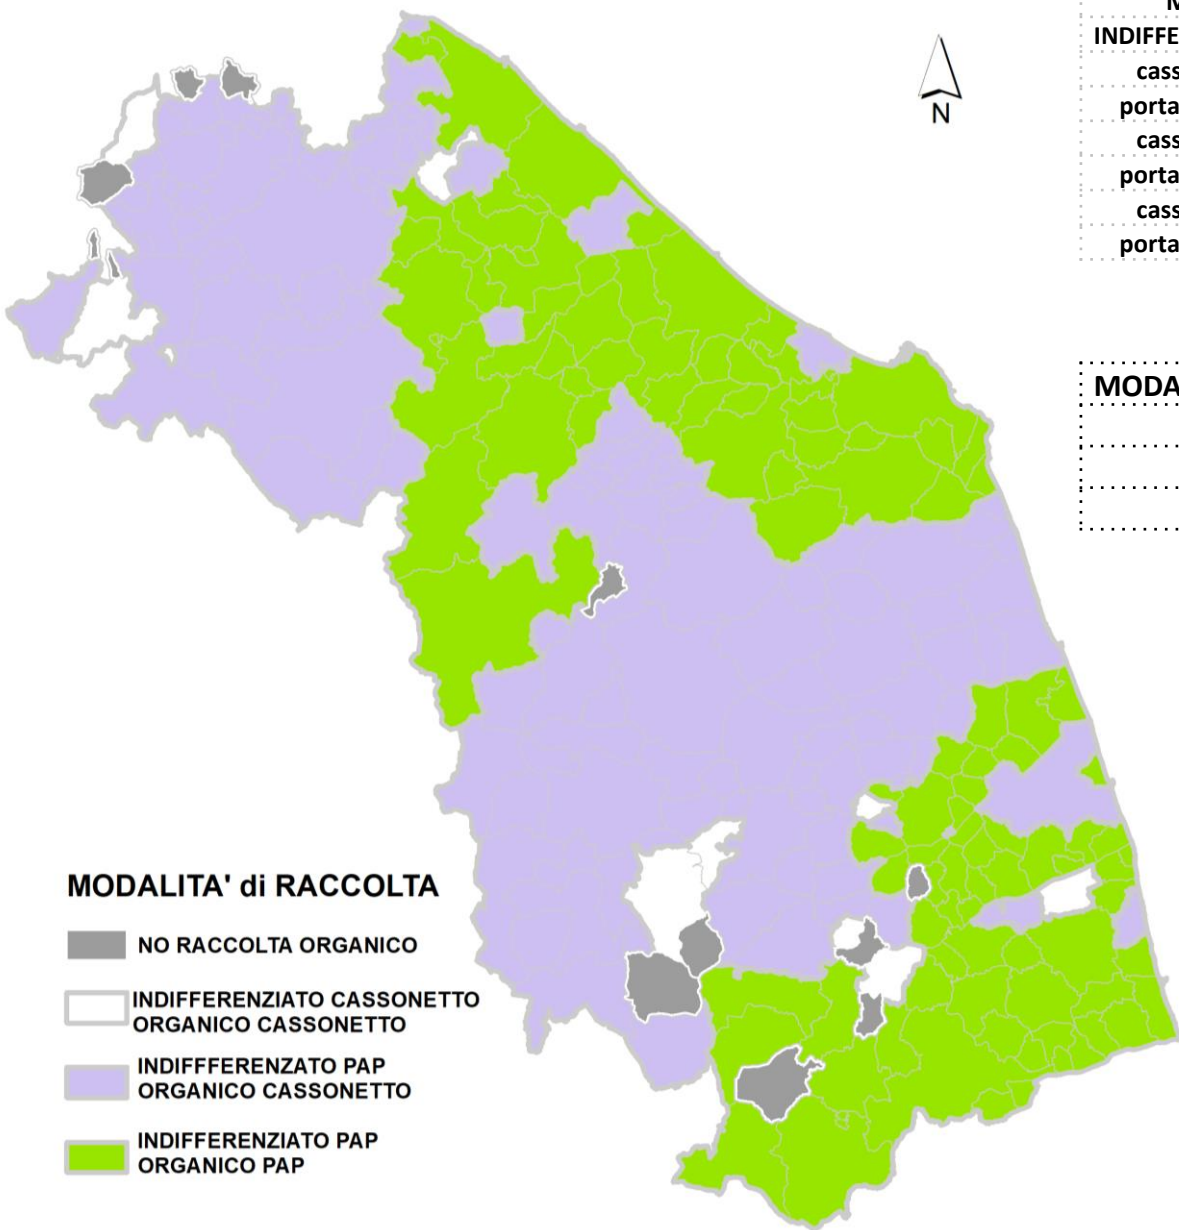 INDIFFE
cass
porta
cass
porta
cass
porta
N
MODA
MODALITA' di RACCOLTA
NO RACCOLTA ORGANICO
INDIFFERENZIATO CASSONETTO
ORGANICO CASSONETTO
INDIFFFERENZATO PAP
ORGANICO CASSONETTO
INDIFFERENZIATO PAP
ORGANICO PAP